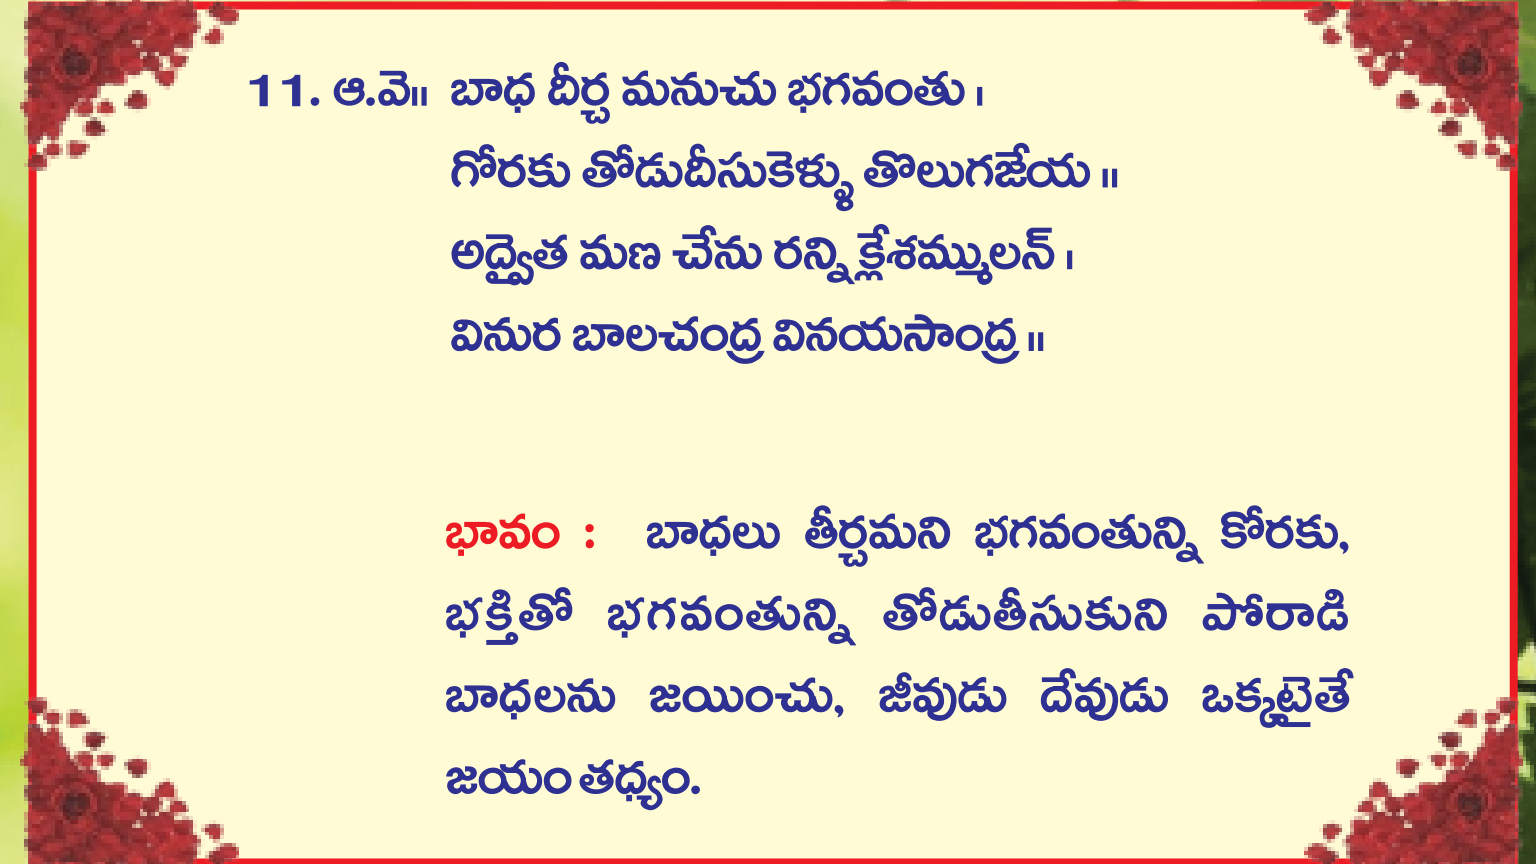 11. ఆ.వె॥ బాధ దీర్చ మనుచు భగవంతు ।
గోరకు తోడుదీసుకెళ్ళు తొలుగజేయ ॥
అద్వైత మణ చేను రన్ని క్లేశమ్ములన్ ।
వినుర బాలచంద్ర వినయసాంద్ర ॥
భావం : బాధలు తీర్చమని భగవంతున్ని కోరకు,
భక్తితో భగవంతున్ని తోడుతీసుకుని పోరాడి
బాధలను జయించు, జీవుడు దేవుడు ఒక్కటైతే
జయం తధ్యం.